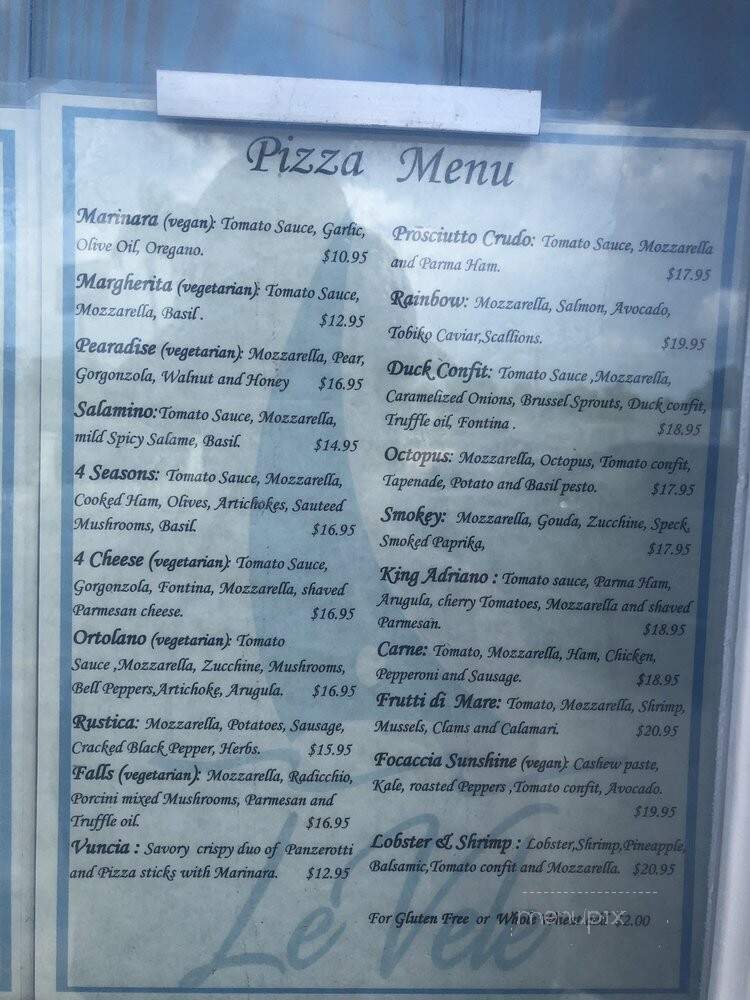 Pizza Menu
Marinara (vegan): Tomato Sauce, Garlic,
Olive Oil, Oregano. $10.95
Margherita (vegetarian): Tomato Sauce,
Mozzarella, Basil. $12.95
Pearadise (vegetarian): Mozzarella, Pear,
Gorgonzola, Walnut and Honey $16.95
Salamino: Tomato Sauce, Mozzarella,
mild Spicy Salame, Basil. $14.95
4 Seasons: Tomato Sauce, Mozzarella,
Cooked Ham, Olives, Artichokes, Sauteed
Mushrooms, Basil. $16.95
4 Cheese (vegetarian): Tomato Sauce,
Gorgonzola, Fontina, Mozzarella, shaved
Parmesan cheese. $16.95
Ortolano (vegetarian): Tomato
Sauce ,Mozzarella, Zucchine, Mushrooms,
Bell Peppers,Artichoke, Arugula. $16.95
Rustica: Mozzarella, Potatoes, Sausage,
Cracked Black Pepper, Herbs. $15.95
Falls (vegetarian): Mozzarella, Radicchio,
Porcini mixed Mushrooms, Parmesan and
Truffle oil. $16.95
Vuncia : Savory crispy duo of Panzerotti
and Pizza sticks with Marinara. $12.95
Prosciutto Crudo: Tomato Sauce, Mozzarella
and Parma Ham. $17.95
Rainbow: Mozzarella, Salmon, Avocado,
Tobiko Caviar,Scallions. $19.95
Duck Confit: Tomato Sauce ,Mozzarella,
Caramelized Onions, Brussel Sprouts, Duck confit,
Truffle oil, Fontina . $18.95
Octopus: Mozzarella, Octopus, Tomato confit,
Tapenade, Potato and Basil pesto. $17.95
Smokey: Mozzarella, Gouda, Zucchine, Speck,
Smoked Paprika, $17.95
King Adriano : Tomato sauce, Parma Ham,
Arugula, cherry Tomatoes, Mozzarella and shaved
Parmesan. $18.95
Carne: Tomato, Mozzarella, Ham, Chicken,
Pepperoni and Sausage. $18.95
Frutti di Mare: Tomato, Mozzarella, Shrimp,
Mussels, Clams and Calamari. $20.95
Focaccia Sunshine (vegan): Cashew paste,
Kale, roasted Peppers ,Tomato confit, Avocado.
$19.95
Lobster & Shrimp : Lobster,Shrimp,Pineapple,
Balsamic,Tomato confit and Mozzarella. $20.95
For Gluten Free or Whole Wheat $2.00
menupix
Le Vele